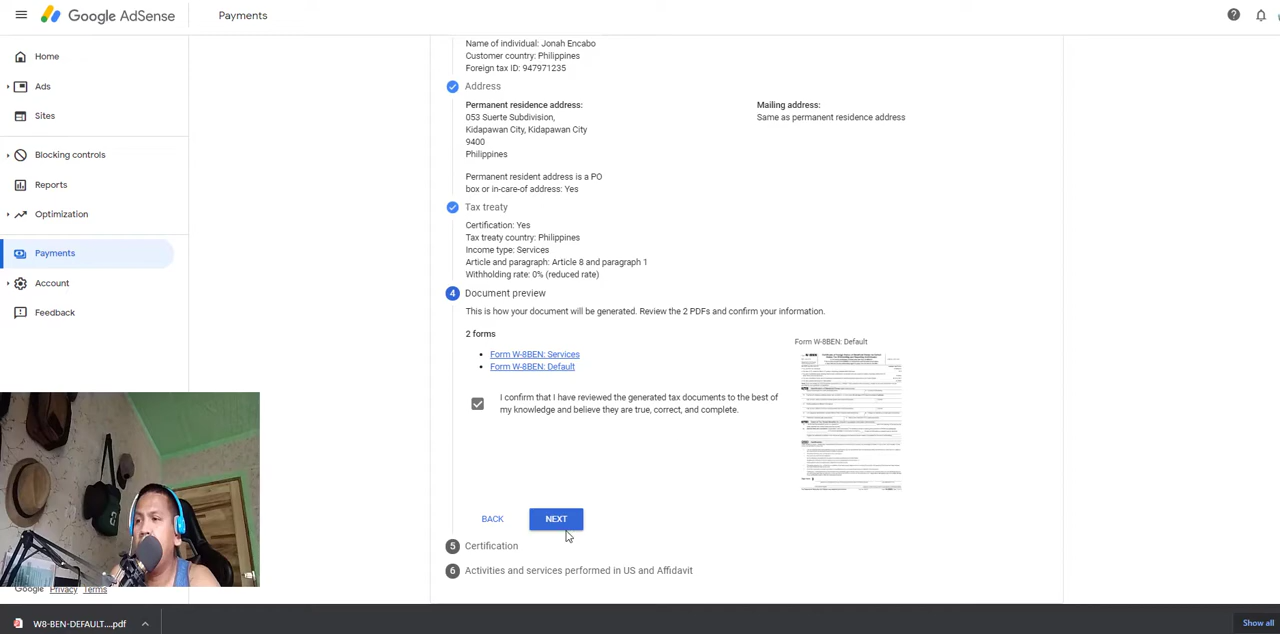 Google AdSense
Payments
Home
Ads
Sites
Blocking controls
Reports
Optimization
Payments
Account
Feedback
Google Privacy Terms
Name of individual: Jonah Encabo
Customer country: Philippines
Foreign tax ID: 947971235
Address
Permanent residence address:
053 Suerte Subdivision,
Kidapawan City, Kidapawan City
9400
Philippines
Mailing address:
Same as permanent residence address
Permanent resident address is a PO
box or in-care-of address: Yes
Tax treaty
Certification: Yes
Tax treaty country: Philippines
Income type: Services
Article and paragraph: Article 8 and paragraph 1
Withholding rate: 0% (reduced rate)
4 Document preview
This is how your document will be generated. Review the 2 PDFs and confirm your information.
2 forms
Form W-8BEN: Services
Form W-8BEN: Default
Form W-8BEN: Default
I confirm that I have reviewed the generated tax documents to the best of
my knowledge and believe they are true, correct, and complete.
BACK
NEXT
5 Certification
6 Activities and services performed in US and Affidavit
W8-BEN-DEFAULT....pdf
Show all